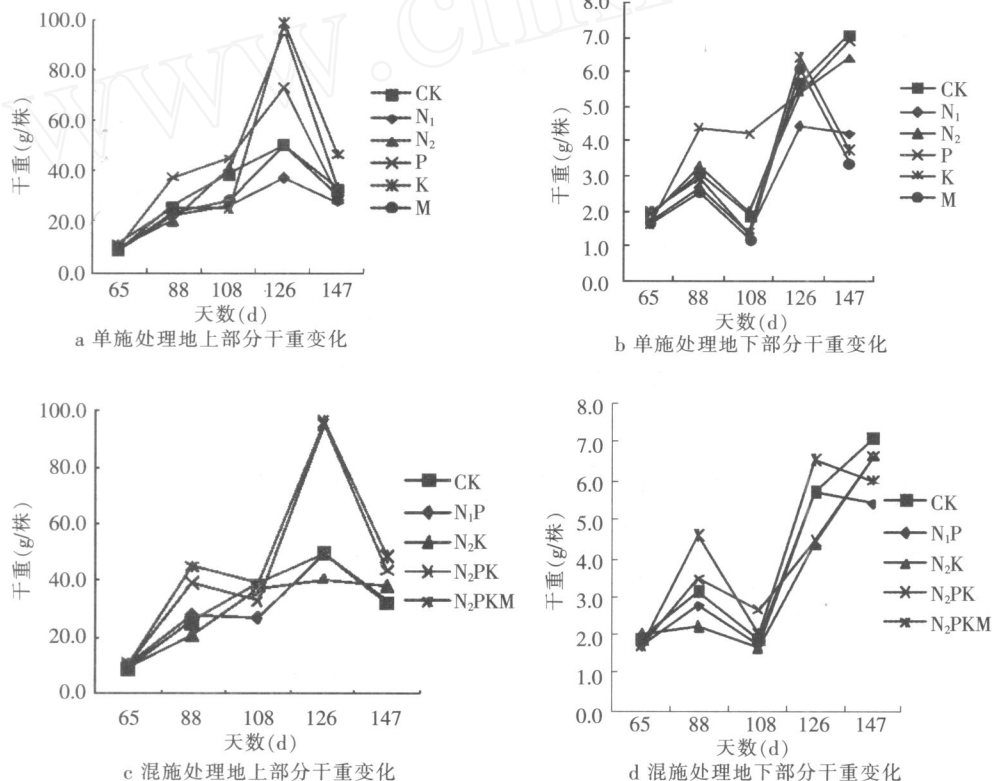 100.0
80.0
60.0
40.0
20.0
0.0
干重(g/株)
65 88 108 126 147
天数(d)
CK
N₁
N₂
P
K
M
a 单施处理地上部分干重变化
8.0
7.0
6.0
5.0
4.0
3.0
2.0
1.0
0.0
干重(g/株)
65 88 108 126 147
天数(d)
CK
N₁
N₂
P
K
M
b 单施处理地下部分干重变化
100.0
80.0
60.0
40.0
20.0
0.0
干重(g/株)
65 88 108 126 147
天数(d)
CK
N₁P
N₂K
N₂PK
N₂PKM
c 混施处理地上部分干重变化
8.0
7.0
6.0
5.0
4.0
3.0
2.0
1.0
0.0
干重(g/株)
65 88 108 126 147
天数(d)
CK
N₁P
N₂K
N₂PK
N₂PKM
d 混施处理地下部分干重变化